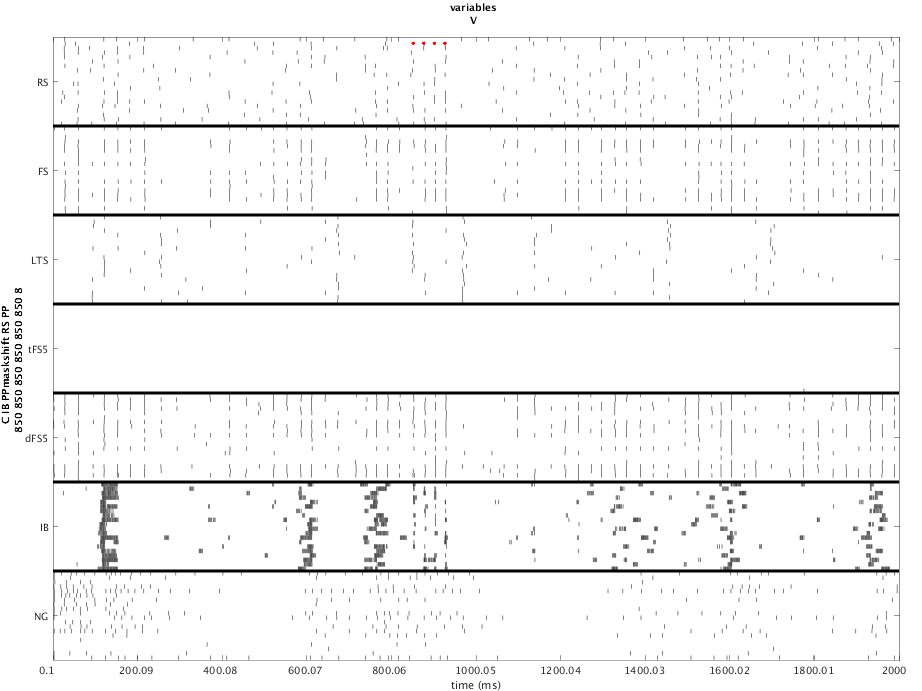 variables
V
RS
FS
LTS
tFS5
dFS5
IB
NG
C IB PPmaskshift RS PP
850 850 850 850 850 850 8
0.1 200.09 400.08 600.07 800.06 1000.05 1200.04 1400.03 1600.02 1800.01 2000
time (ms)